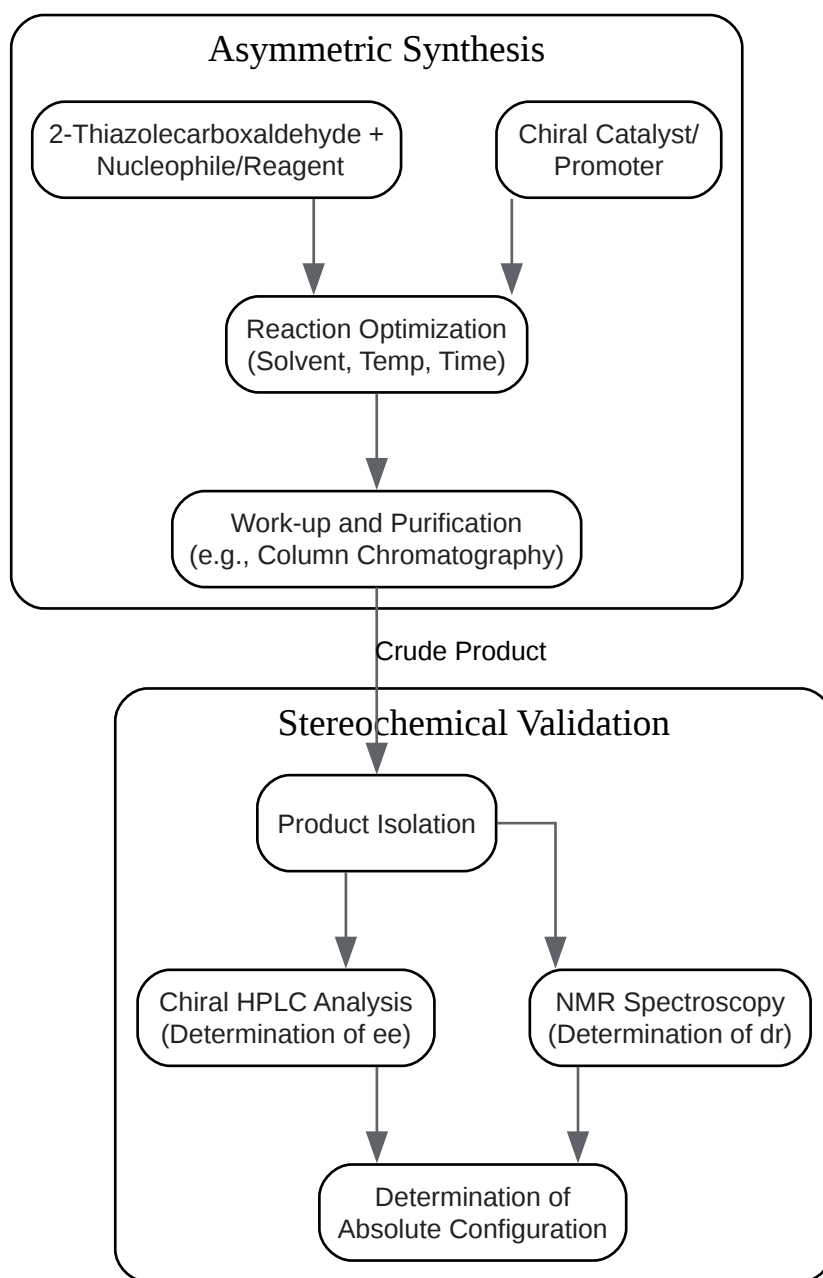 Asymmetric Synthesis
2-Thiazolecarboxaldehyde +
Nucleophile/Reagent
Chiral Catalyst/
Promoter
Reaction Optimization
(Solvent, Temp, Time)
Work-up and Purification
(e.g., Column Chromatography)
Crude Product
Stereochemical Validation
Product Isolation
Chiral HPLC Analysis
(Determination of ee)
NMR Spectroscopy
(Determination of dr)
Determination of
Absolute Configuration